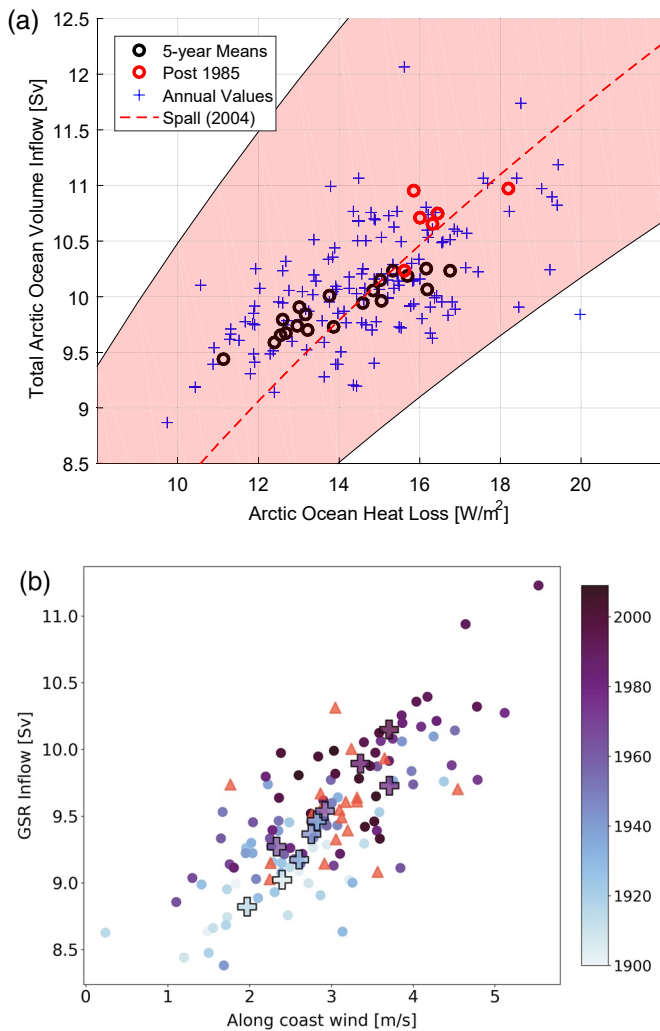 (a)
12.5
12
11.5
11
10.5
10
9.5
9
8.5
Total Arctic Ocean Volume Inflow [Sv]
5-year Means
Post 1985
Annual Values
Spall (2004)
10 12 14 16 18 20
Arctic Ocean Heat Loss [W/m²]
(b)
11.0
10.5
10.0
9.5
9.0
8.5
GSR Inflow [Sv]
0 1 2 3 4 5
Along coast wind [m/s]
2000
1980
1960
1940
1920
1900